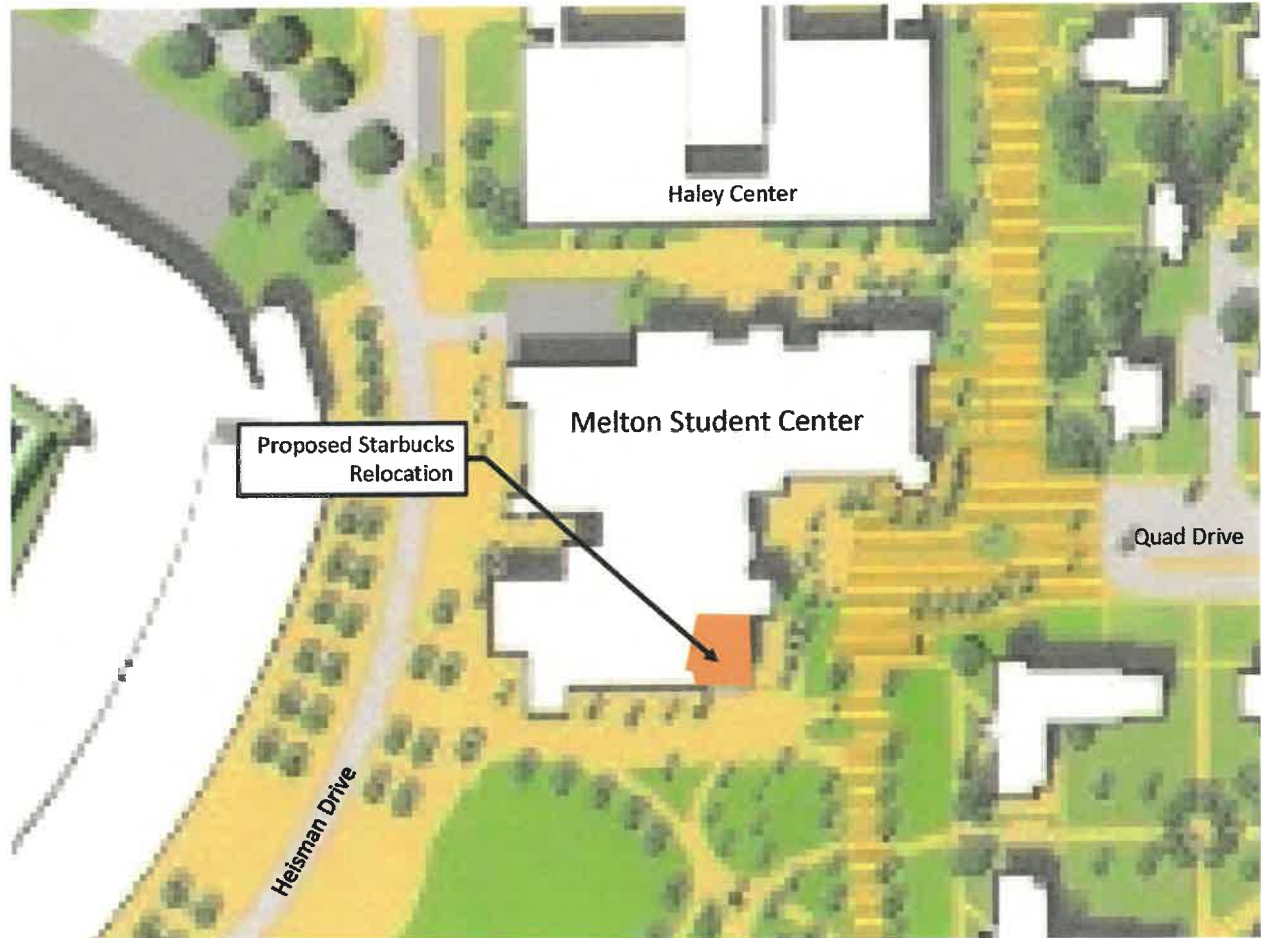 Haley Center
Melton Student Center
Proposed Starbucks
Relocation
Quad Drive
Heisman Drive